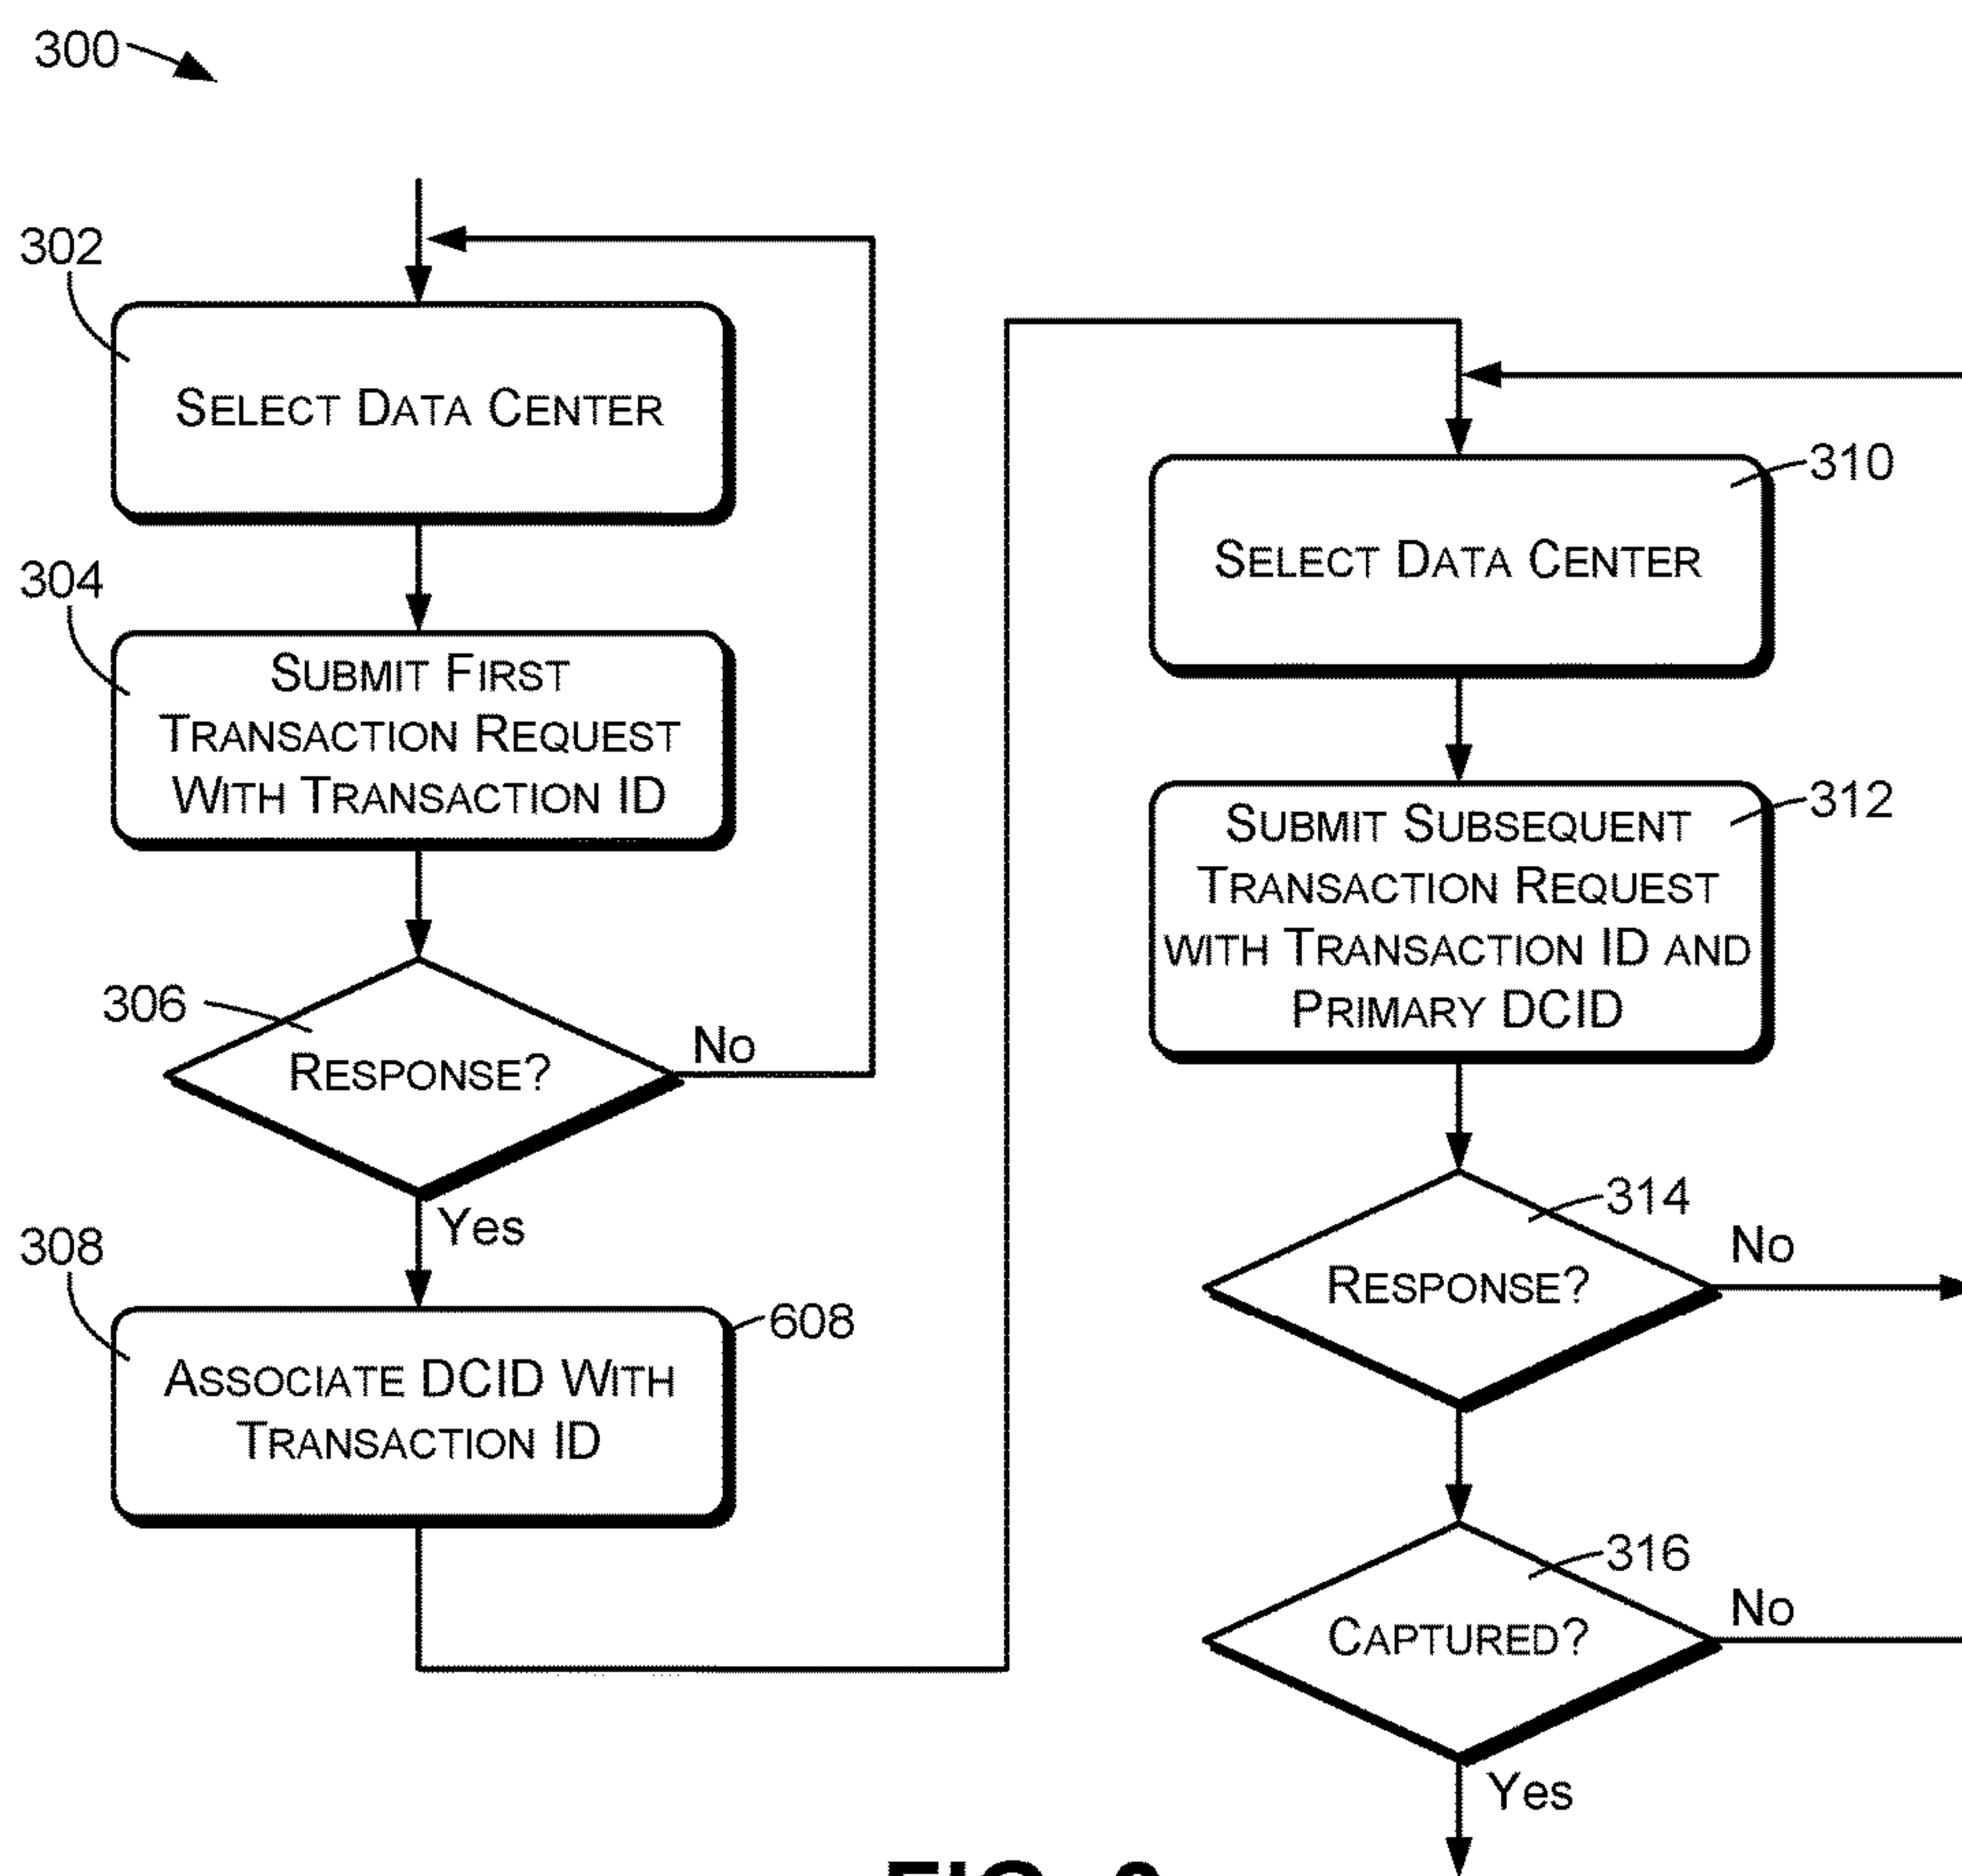 300
302
SELECT DATA CENTER
304
SUBMIT FIRST
TRANSACTION REQUEST
WITH TRANSACTION ID
306
RESPONSE?
No
Yes
308
608
ASSOCIATE DCID WITH
TRANSACTION ID
310
SELECT DATA CENTER
312
SUBMIT SUBSEQUENT
TRANSACTION REQUEST
WITH TRANSACTION ID AND
PRIMARY DCID
314
RESPONSE?
No
316
CAPTURED?
No
Yes
FIG.